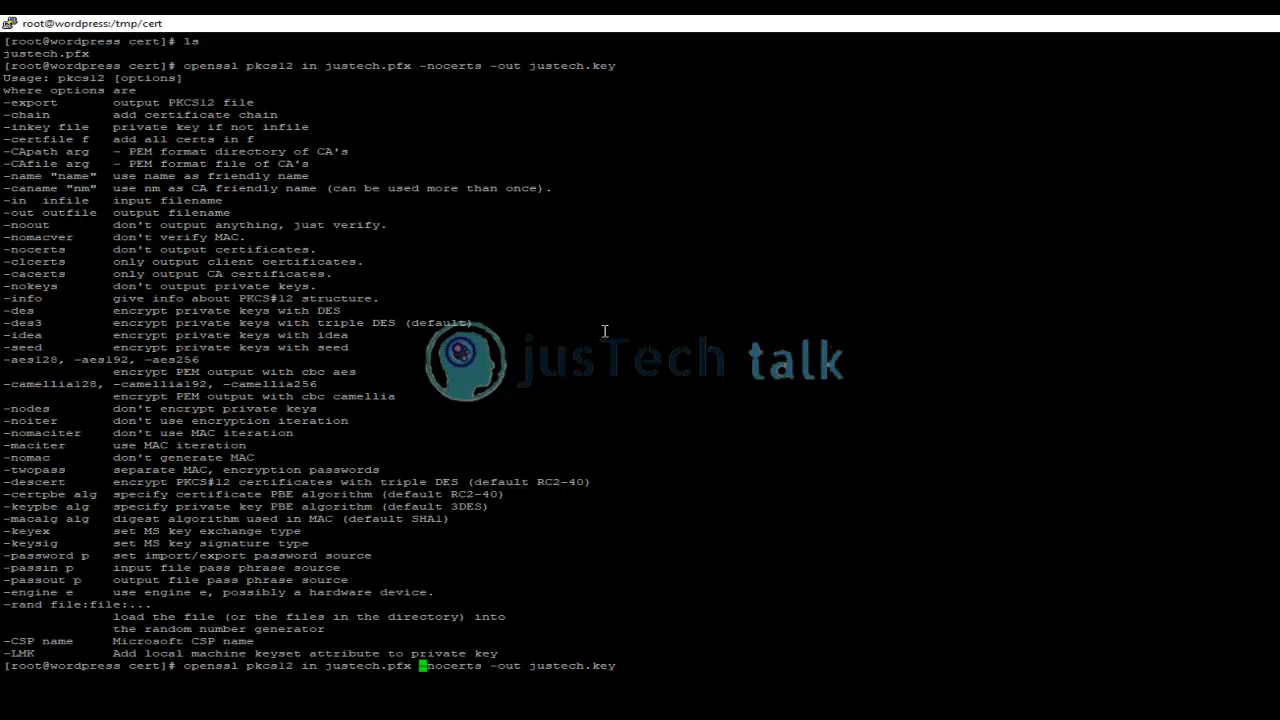 root@wordpress:/tmp/cert
[root@wordpress cert]# ls
justech.pfx
[root@wordpress cert]# openssl pkcs12 in justech.pfx -nocerts -out justech.key
Usage: pkcs12 [options]
where options are
-export       output PKCS12 file
-chain        add certificate chain
-inkey file   private key if not infile
-certfile f   add all certs in f
-CApath arg   - PEM format directory of CA's
-CAfile arg   - PEM format file of CA's
-name "name"  use name as friendly name
-caname "nm"  use nm as CA friendly name (can be used more than once).
-in  infile   input filename
-out outfile  output filename
-noout        don't output anything, just verify.
-nomacver     don't verify MAC.
-nocerts      don't output certificates.
-clcerts      only output client certificates.
-cacerts      only output CA certificates.
-nokeys       don't output private keys.
-info         give info about PKCS#12 structure.
-des          encrypt private keys with DES
-des3         encrypt private keys with triple DES (default)
-idea         encrypt private keys with idea
-seed         encrypt private keys with seed
-aes128, -aes192, -aes256
              encrypt PEM output with cbc aes
-camellia128, -camellia192, -camellia256
              encrypt PEM output with cbc camellia
-nodes        don't encrypt private keys
-noiter       don't use encryption iteration
-nomaciter    don't use MAC iteration
-maciter      use MAC iteration
-nomac        don't generate MAC
-twopass      separate MAC, encryption passwords
-descert      encrypt PKCS#12 certificates with triple DES (default RC2-40)
-certpbe alg  specify certificate PBE algorithm (default RC2-40)
-keypbe alg   specify private key PBE algorithm (default 3DES)
-macalg alg   digest algorithm used in MAC (default SHA1)
-keyex        set MS key exchange type
-keysig       set MS key signature type
-password p   set import/export password source
-passin p     input file pass phrase source
-passout p    output file pass phrase source
-engine e     use engine e, possibly a hardware device.
-rand file:file:...
              load the file (or the files in the directory) into
              the random number generator
-CSP name     Microsoft CSP name
-LMK          Add local machine keyset attribute to private key
[root@wordpress cert]# openssl pkcs12 in justech.pfx -nocerts -out justech.key
jusTech talk